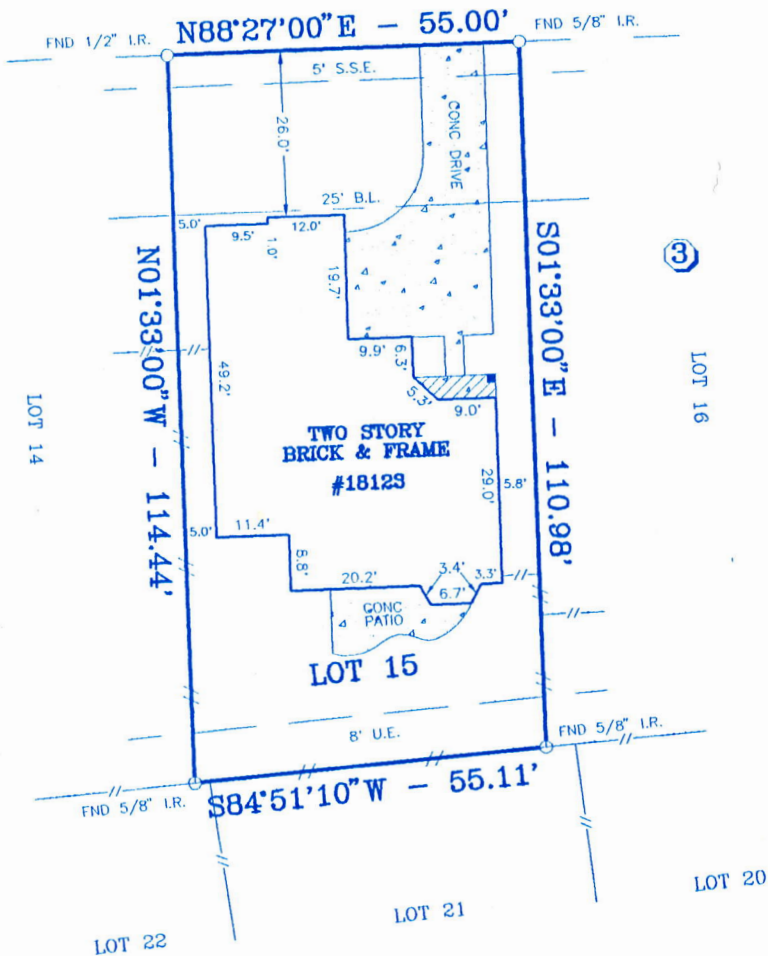 N88°27'00"E - 55.00'
FND 1/2" I.R.
FND 5/8" I.R.
5' S.S.E.
26.0'
CONC DRIVE
25' B.L.
5.0'
9.5'
1.0'
12.0'
19.7'
N01°33'00"W - 114.44'
S01°33'00"E - 110.98'
3
LOT 14
LOT 16
9.9'
6.3'
5.3'
9.0'
49.2'
TWO STORY
BRICK & FRAME
#18123
29.0'
5.8'
5.0'
11.4'
8.8'
20.2'
3.4'
3.3'
6.7'
CONC
PATIO
LOT 15
8' U.E.
FND 5/8" I.R.
FND 5/8" I.R.
S84°51'10"W - 55.11'
LOT 20
LOT 21
LOT 22